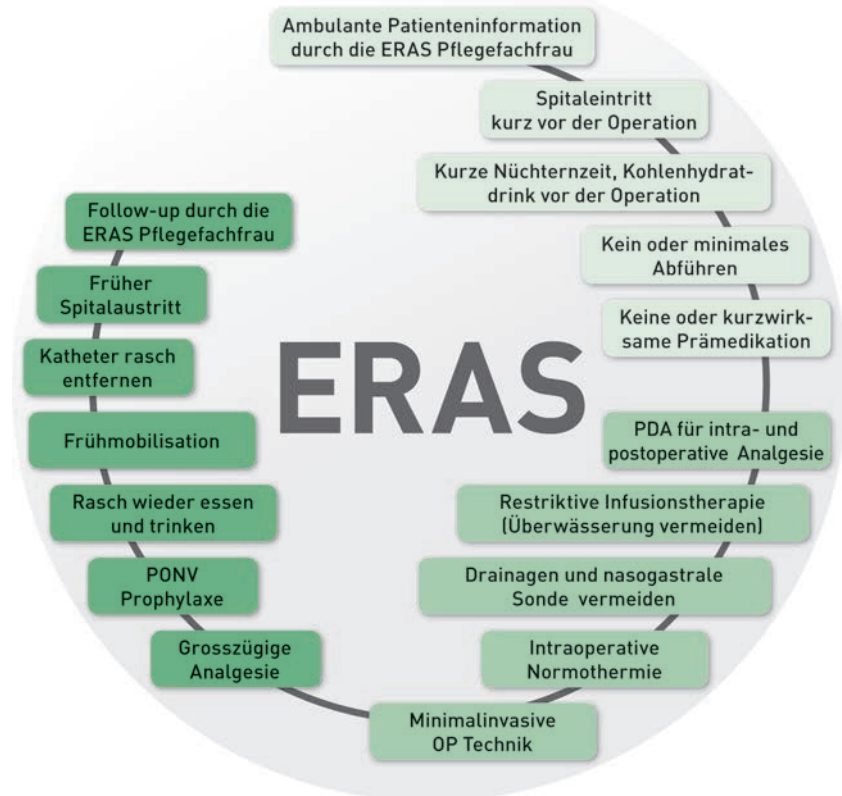 Ambulante Patienteninformation
durch die ERAS Pflegefachfrau
Spitaleintritt
kurz vor der Operation
Kurze Nüchternzeit, Kohlenhydrat-
drink vor der Operation
Kein oder minimales
Abführen
Keine oder kurzwirk-
same Prämedikation
PDA für intra- und
postoperative Analgesie
Restriktive Infusionstherapie
(Überwässerung vermeiden)
Drainagen und nasogastrale
Sonde vermeiden
Intraoperative
Normothermie
Minimalinvasive
OP Technik
Grosszügige
Analgesie
PONV
Prophylaxe
Rasch wieder essen
und trinken
Frühmobilisation
Katheter rasch
entfernen
Früher
Spitalaustritt
Follow-up durch die
ERAS Pflegefachfrau
ERAS